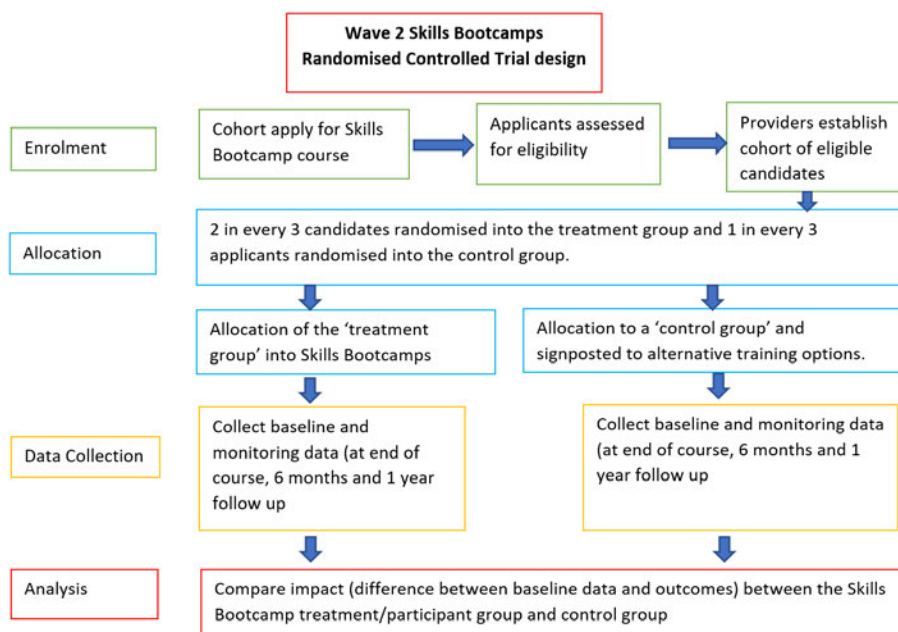 Wave 2 Skills Bootcamps
Randomised Controlled Trial design
Enrolment
Cohort apply for Skills
Bootcamp course
Applicants assessed
for eligibility
Providers establish
cohort of eligible
candidates
Allocation
2 in every 3 candidates randomised into the treatment group and 1 in every 3
applicants randomised into the control group.
Allocation of the ‘treatment
group’ into Skills Bootcamps
Allocation to a ‘control group’ and
signposted to alternative training options.
Data Collection
Collect baseline and
monitoring data (at end of
course, 6 months and 1 year
follow up
Collect baseline and monitoring data
(at end of course, 6 months and 1
year follow up
Analysis
Compare impact (difference between baseline data and outcomes) between the Skills
Bootcamp treatment/participant group and control group